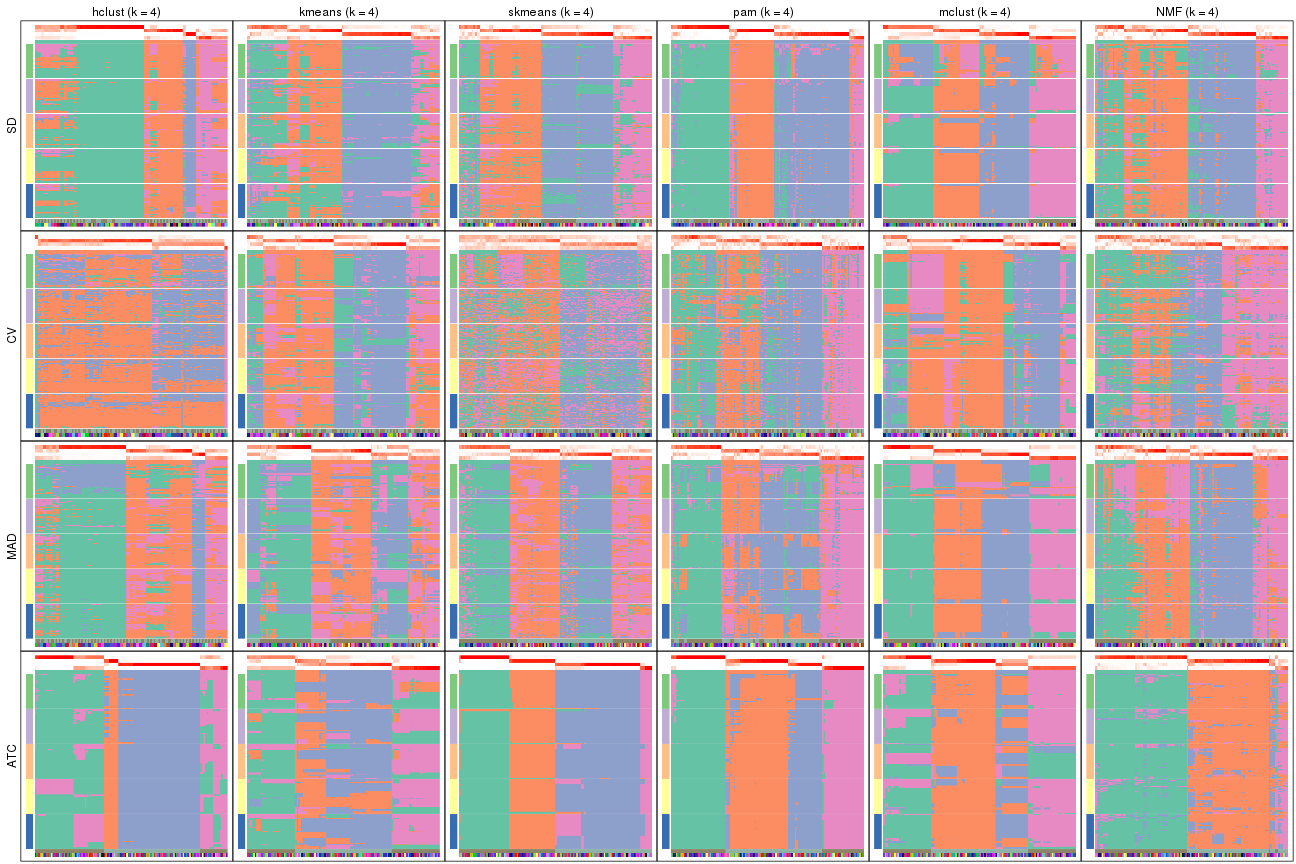 hclust (k = 4) kmeans (k = 4) skmeans (k = 4) pam (k = 4) mclust (k = 4) NMF (k = 4)
SD
CV
MAD
ATC